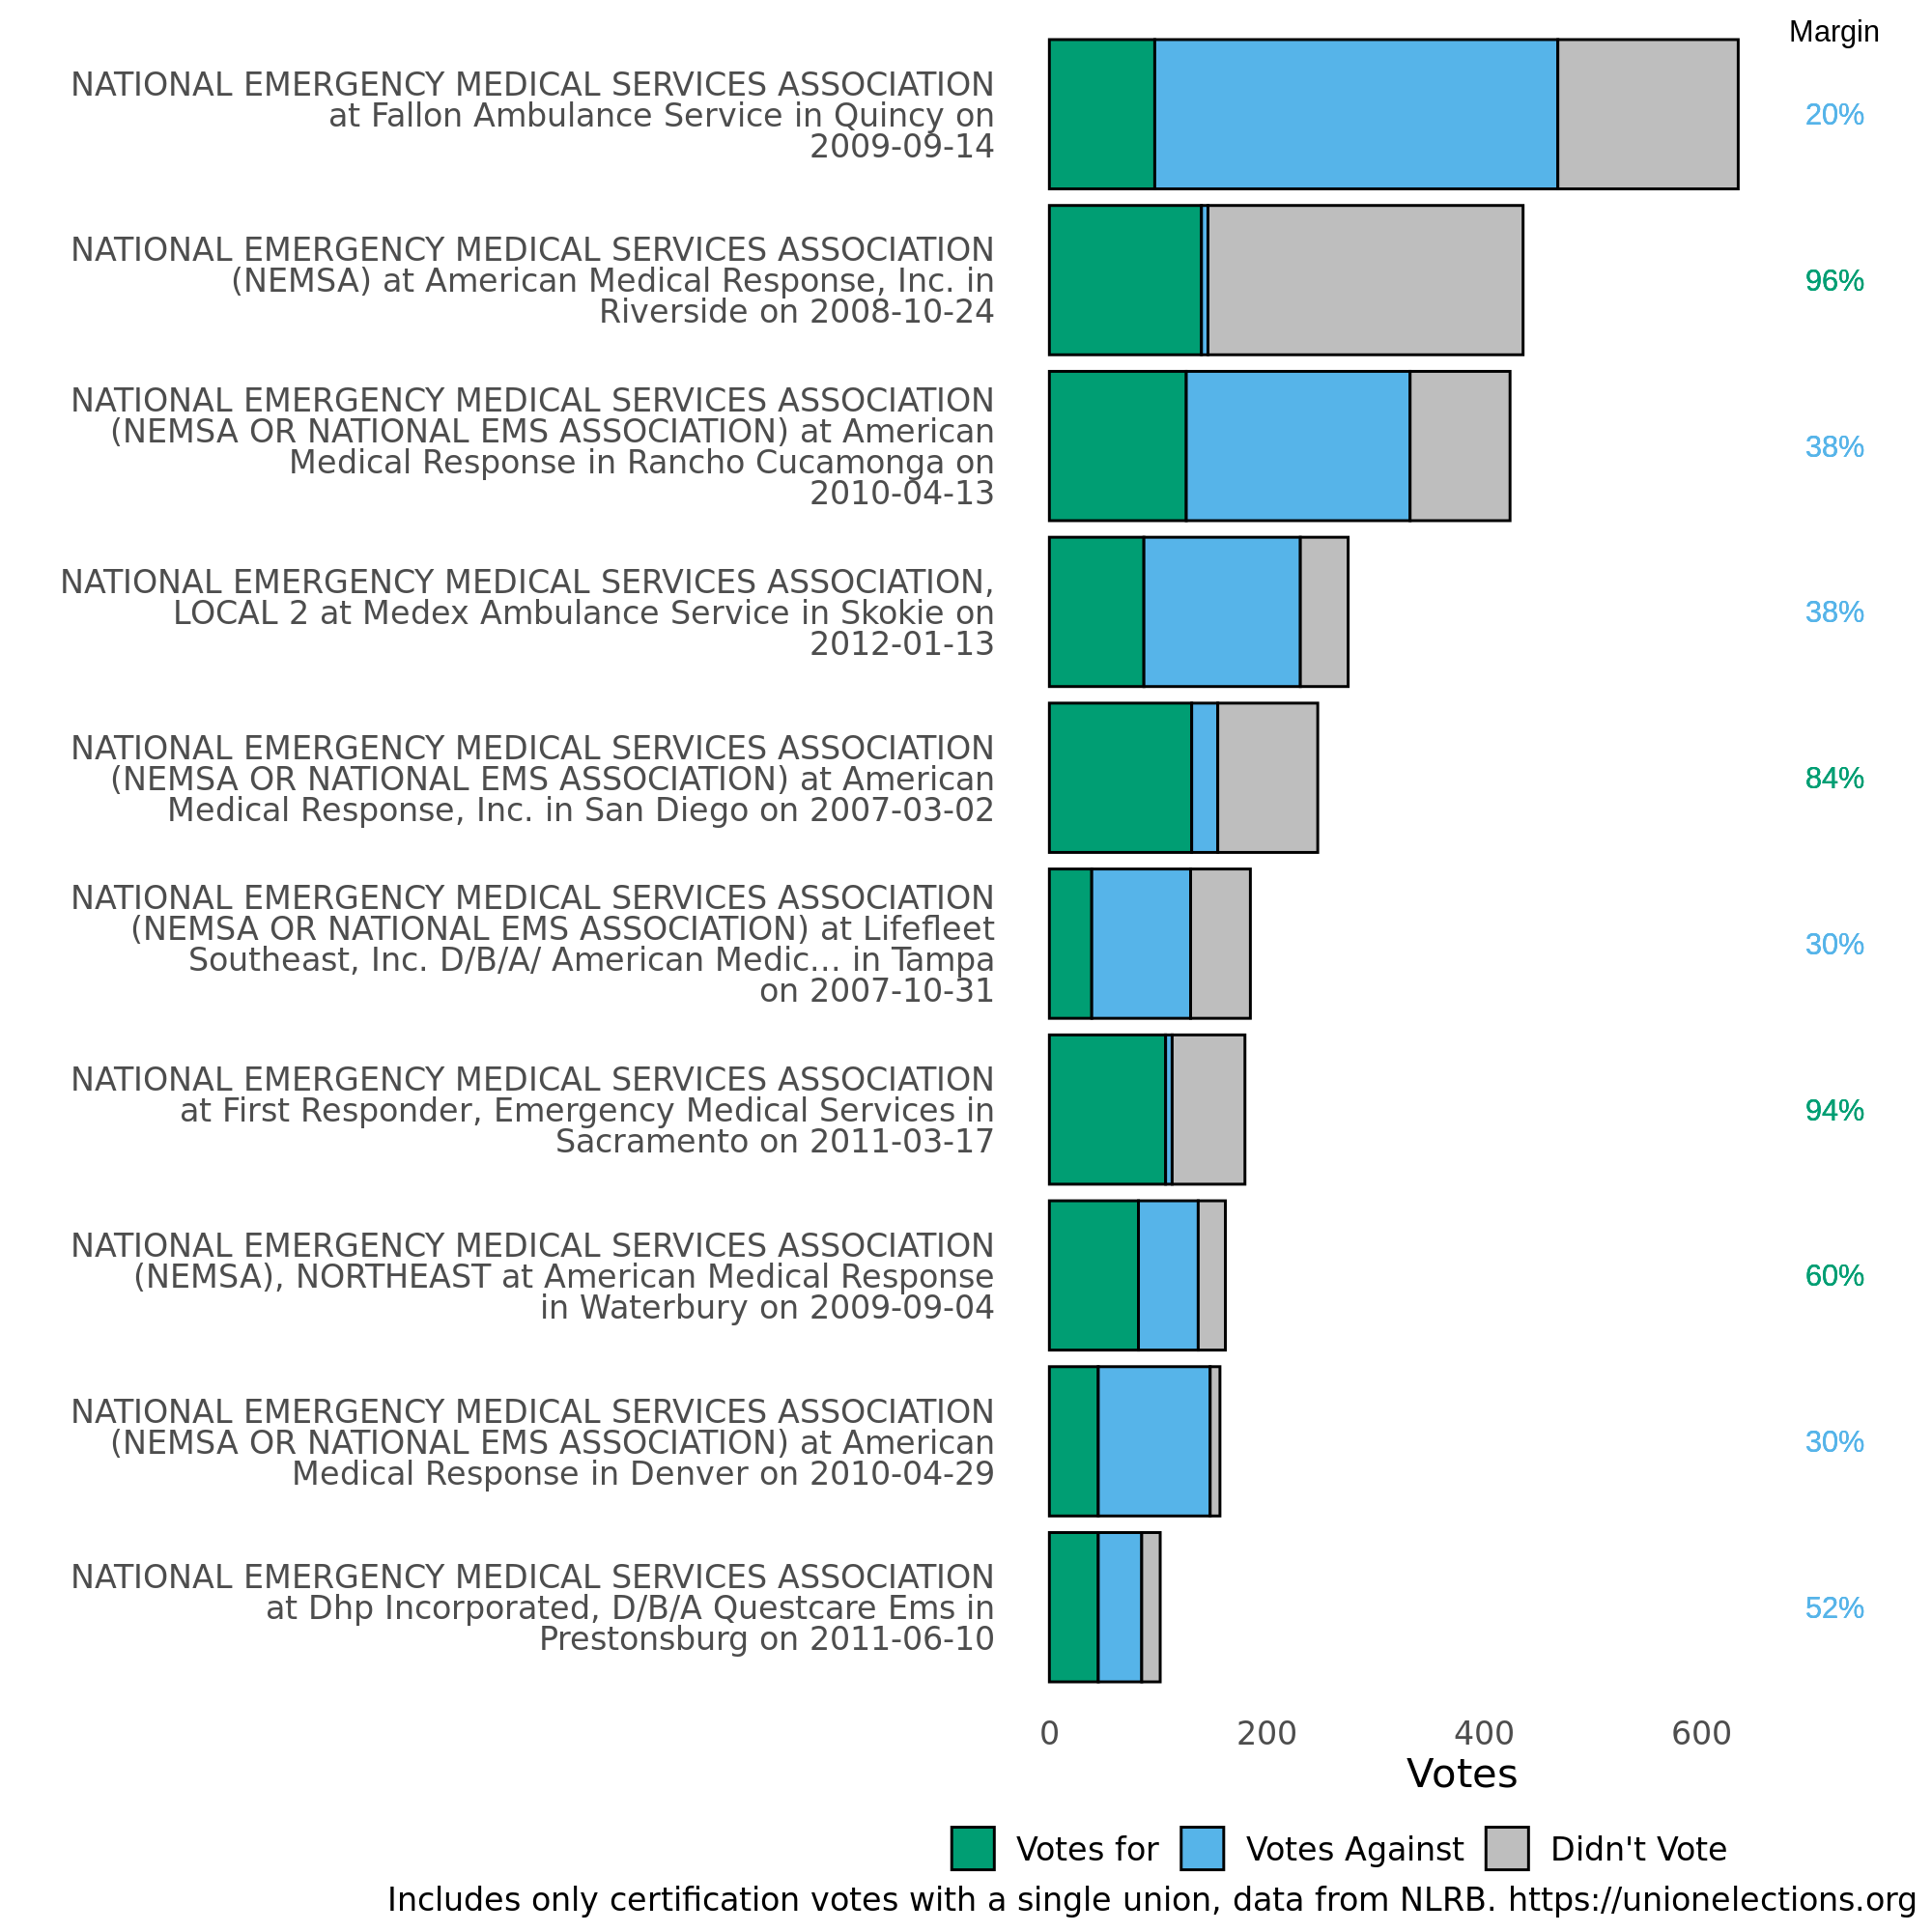 Margin
NATIONAL EMERGENCY MEDICAL SERVICES ASSOCIATION
at Fallon Ambulance Service in Quincy on
2009-09-14
20%
NATIONAL EMERGENCY MEDICAL SERVICES ASSOCIATION
(NEMSA) at American Medical Response, Inc. in
Riverside on 2008-10-24
96%
NATIONAL EMERGENCY MEDICAL SERVICES ASSOCIATION
(NEMSA OR NATIONAL EMS ASSOCIATION) at American
Medical Response in Rancho Cucamonga on
2010-04-13
38%
NATIONAL EMERGENCY MEDICAL SERVICES ASSOCIATION,
LOCAL 2 at Medex Ambulance Service in Skokie on
2012-01-13
38%
NATIONAL EMERGENCY MEDICAL SERVICES ASSOCIATION
(NEMSA OR NATIONAL EMS ASSOCIATION) at American
Medical Response, Inc. in San Diego on 2007-03-02
84%
NATIONAL EMERGENCY MEDICAL SERVICES ASSOCIATION
(NEMSA OR NATIONAL EMS ASSOCIATION) at Lifefleet
Southeast, Inc. D/B/A/ American Medic... in Tampa
on 2007-10-31
30%
NATIONAL EMERGENCY MEDICAL SERVICES ASSOCIATION
at First Responder, Emergency Medical Services in
Sacramento on 2011-03-17
94%
NATIONAL EMERGENCY MEDICAL SERVICES ASSOCIATION
(NEMSA), NORTHEAST at American Medical Response
in Waterbury on 2009-09-04
60%
NATIONAL EMERGENCY MEDICAL SERVICES ASSOCIATION
(NEMSA OR NATIONAL EMS ASSOCIATION) at American
Medical Response in Denver on 2010-04-29
30%
NATIONAL EMERGENCY MEDICAL SERVICES ASSOCIATION
at Dhp Incorporated, D/B/A Questcare Ems in
Prestonsburg on 2011-06-10
52%
0 200 400 600
Votes
Votes for Votes Against Didn't Vote
Includes only certification votes with a single union, data from NLRB. https://unionelections.org